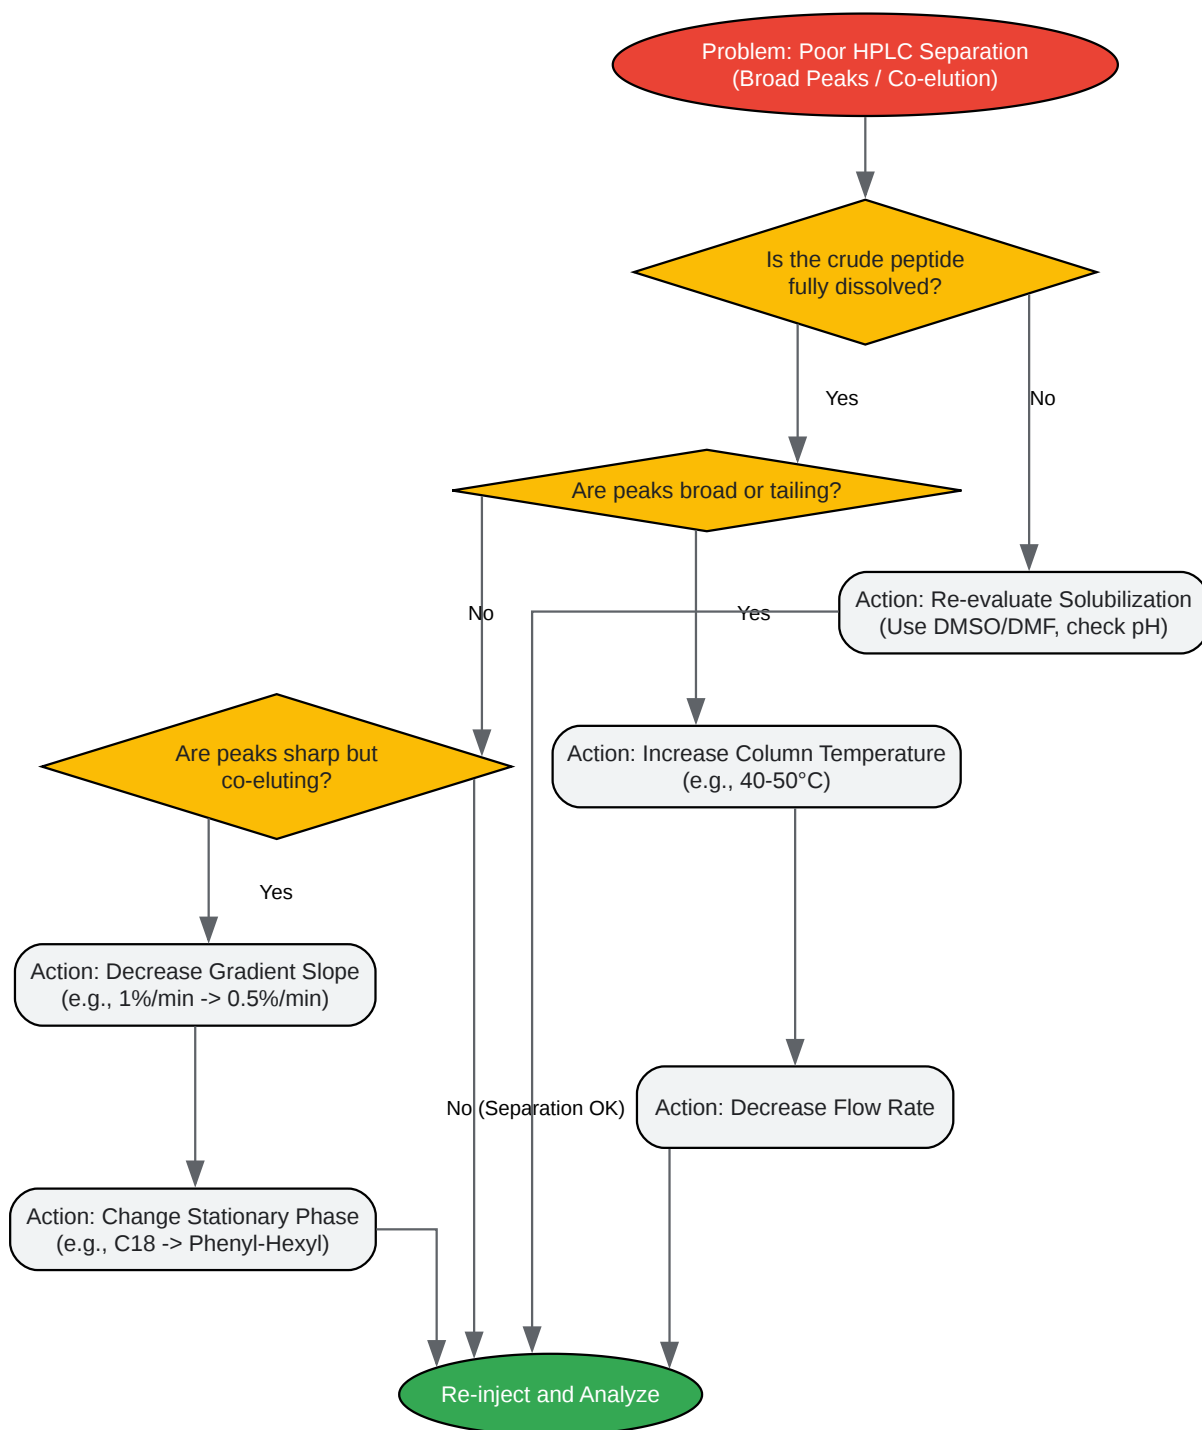 Problem: Poor HPLC Separation
(Broad Peaks / Co-elution)
Is the crude peptide
fully dissolved?
Yes
No
Are peaks broad or tailing?
Action: Re-evaluate Solubilization
(Use DMSO/DMF, check pH)
No
Yes
Are peaks sharp but
co-eluting?
Action: Increase Column Temperature
(e.g., 40-50°C)
Yes
Action: Decrease Gradient Slope
(e.g., 1%/min -> 0.5%/min)
No (Separation OK)
Action: Decrease Flow Rate
Action: Change Stationary Phase
(e.g., C18 -> Phenyl-Hexyl)
Re-inject and Analyze